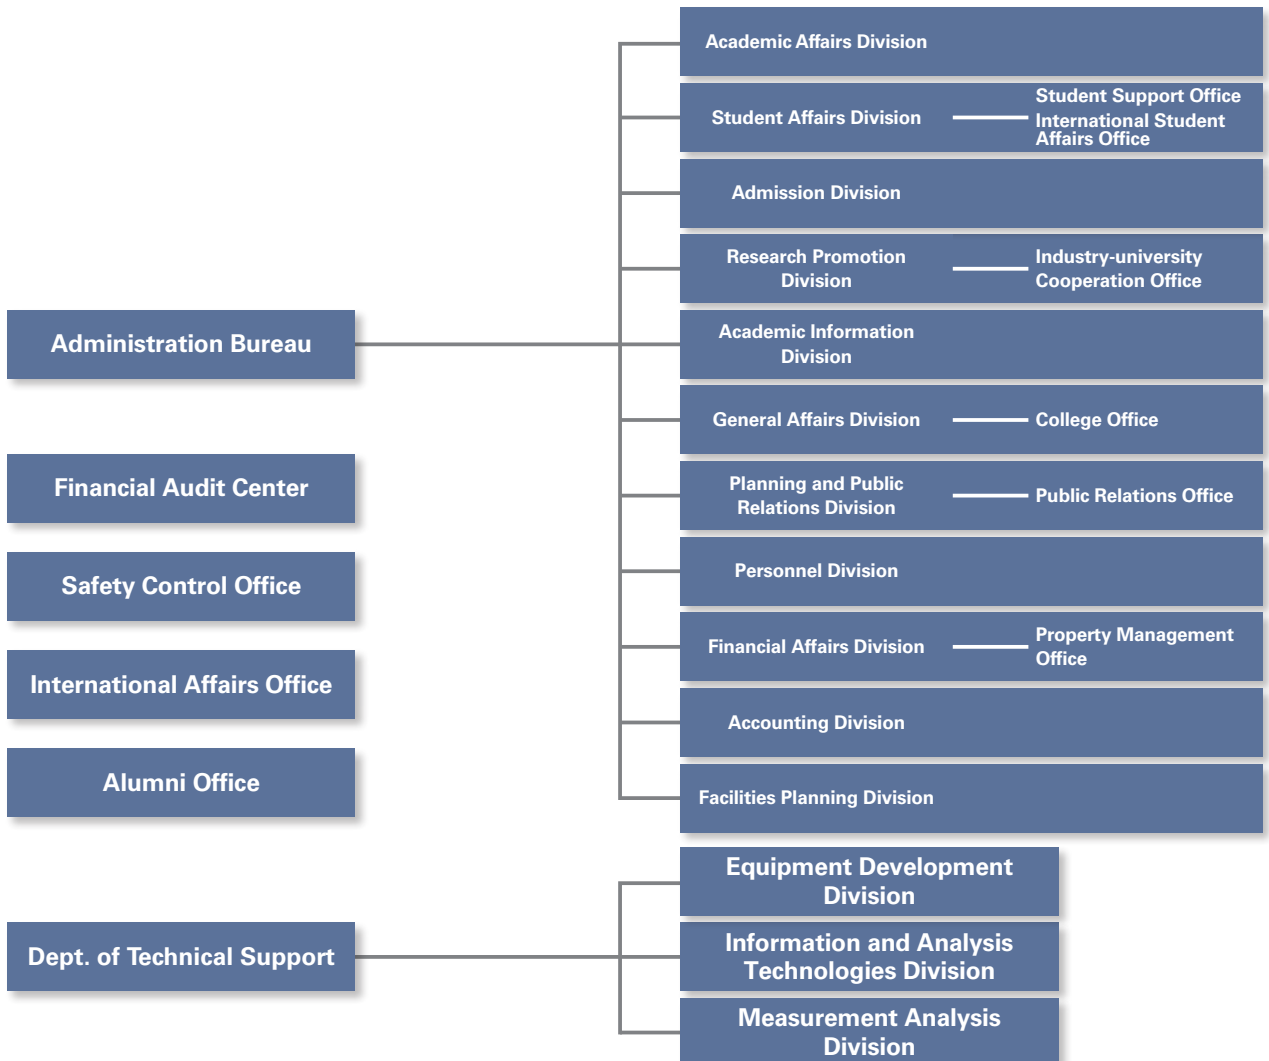 Administration Bureau
Academic Affairs Division
Student Affairs Division
Student Support Office
International Student
Affairs Office
Admission Division
Research Promotion
Division
Industry-university
Cooperation Office
Academic Information
Division
General Affairs Division
College Office
Planning and Public
Relations Division
Public Relations Office
Personnel Division
Financial Affairs Division
Property Management
Office
Accounting Division
Facilities Planning Division
Financial Audit Center
Safety Control Office
International Affairs Office
Alumni Office
Dept. of Technical Support
Equipment Development
Division
Information and Analysis
Technologies Division
Measurement Analysis
Division